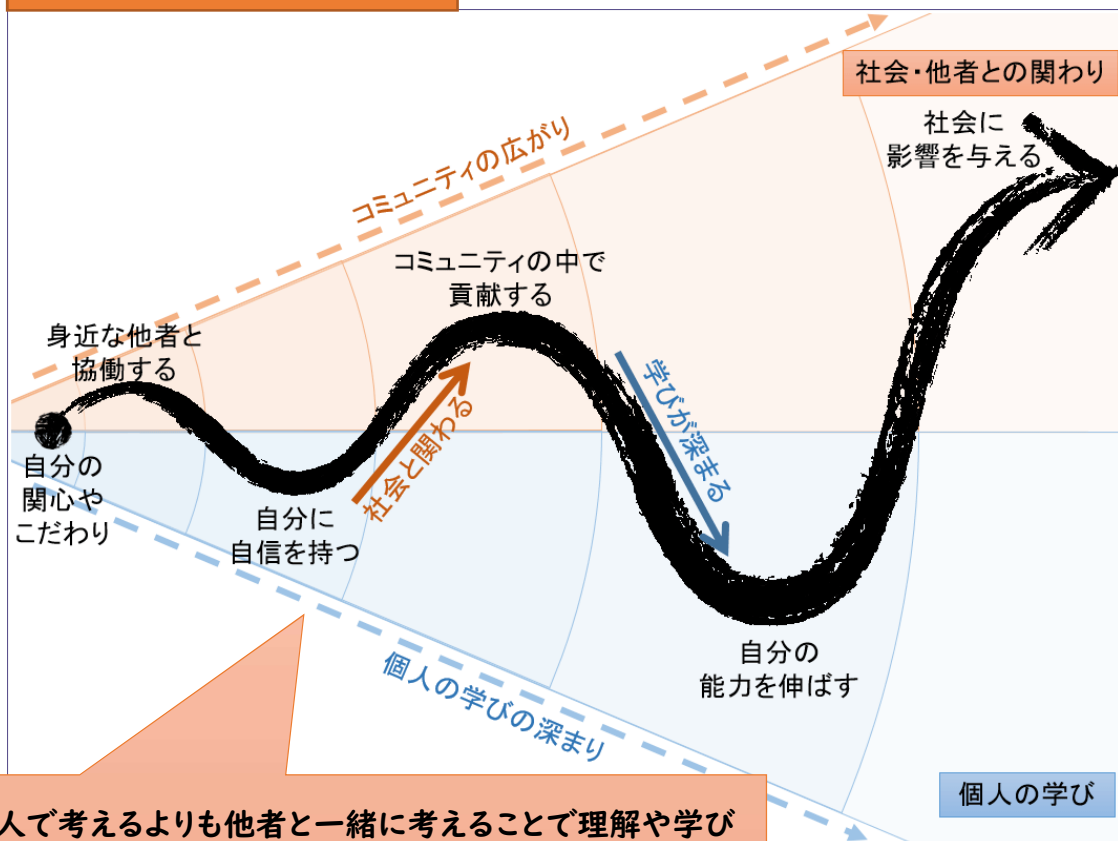 コミュニティの広がり
社会・他者との関わり
社会に
影響を与える
コミュニティの中で
貢献する
身近な他者と
協働する
社会と関わる
学びが深まる
自分の
関心や
こだわり
自分に
自信を持つ
自分の
能力を伸ばす
個人の学びの深まり
個人の学び
人で考えるよりも他者と一緒に考えることで理解や学び